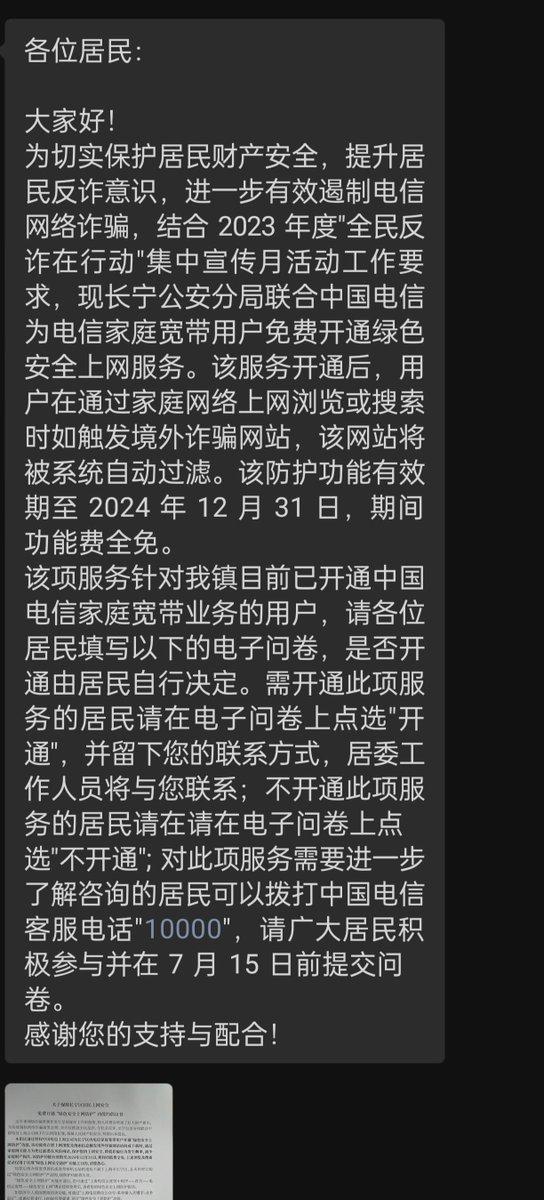 各位居民：
大家好！
为切实保护居民财产安全，提升居
民反诈意识，进一步有效遏制电信
网络诈骗，结合 2023 年度"全民反
诈在行动"集中宣传月活动工作要
求，现长宁公安分局联合中国电信
为电信家庭宽带用户免费开通绿色
安全上网服务。该服务开通后，用
户在通过家庭网络上网浏览或搜索
时如触发境外诈骗网站，该网站将
被系统自动过滤。该防护功能有效
期至 2024 年 12 月 31 日，期间
功能费全免。
该项服务针对我镇目前已开通中国
电信家庭宽带业务的用户，请各位
居民填写以下的电子问卷，是否开
通由居民自行决定。需开通此项服
务的居民请在电子问卷上点选"开
通"，并留下您的联系方式，居委工
作人员将与您联系；不开通此项服
务的居民请在请在电子问卷上点
选"不开通"; 对此项服务需要进一步
了解咨询的居民可以拨打中国电信
客服电话"10000"，请广大居民积
极参与并在 7 月 15 日前提交问
卷。
感谢您的支持与配合！